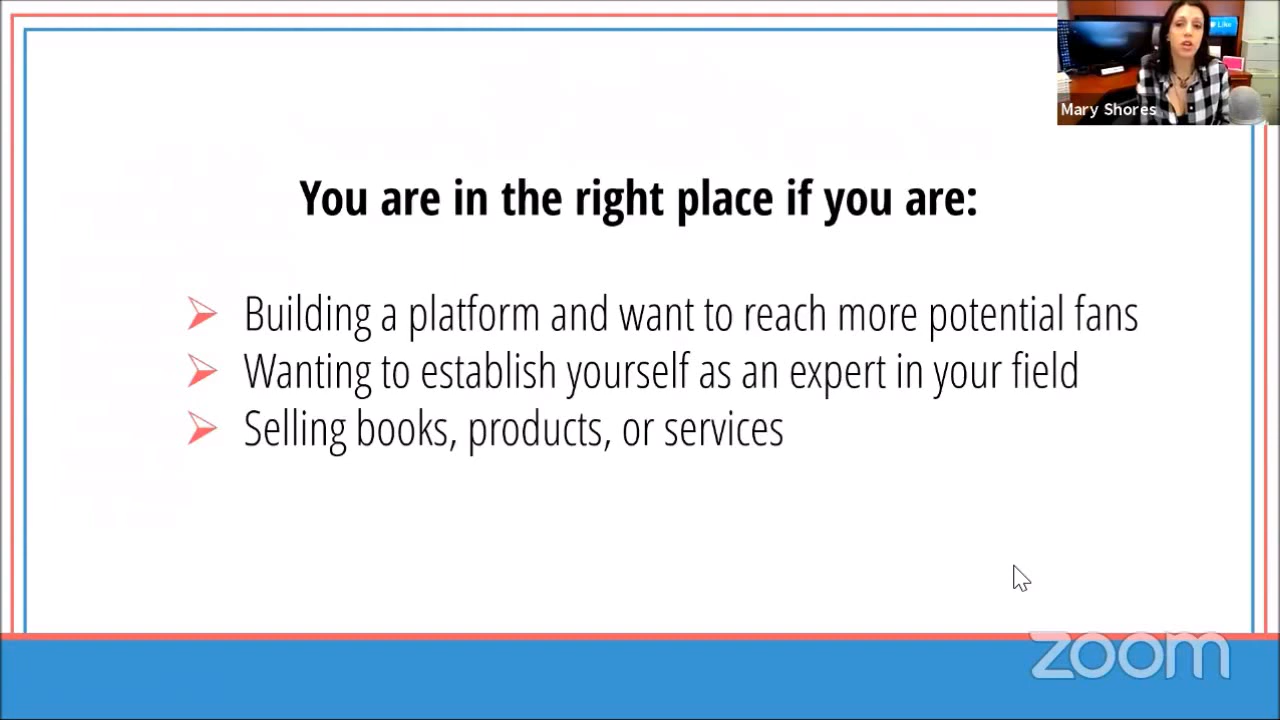 Like
Mary Shores
You are in the right place if you are:
Building a platform and want to reach more potential fans
Wanting to establish yourself as an expert in your field
Selling books, products, or services
zoom